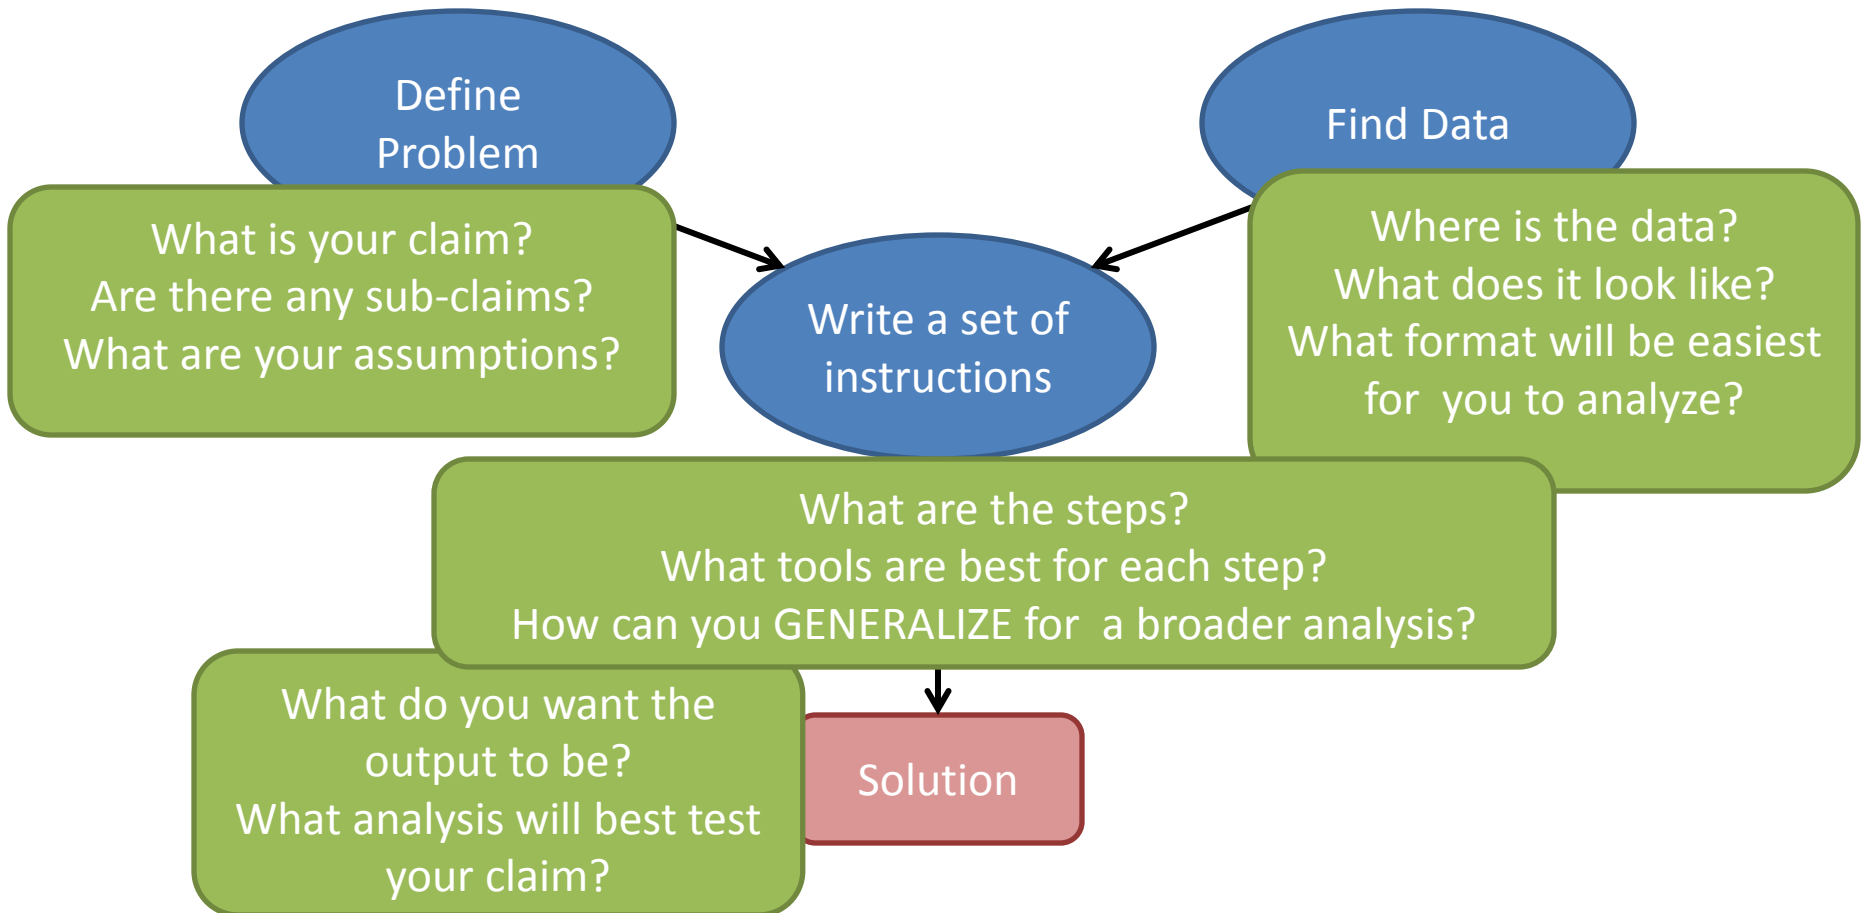 Define
Problem
What is your claim?
Are there any sub-claims?
What are your assumptions?
Find Data
Where is the data?
What does it look like?
What format will be easiest
for  you to analyze?
Write a set of
instructions
What are the steps?
What tools are best for each step?
How can you GENERALIZE for  a broader analysis?
What do you want the
output to be?
What analysis will best test
your claim?
Solution